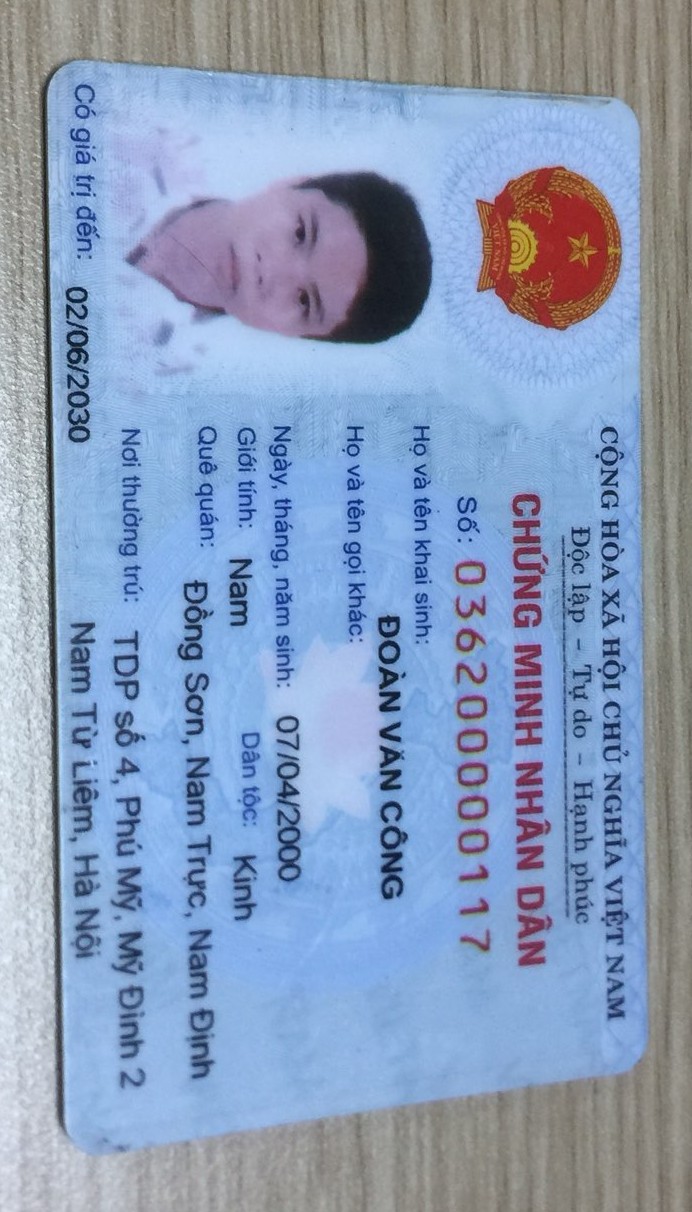 CỘNG HÒA XÃ HỘI CHỦ NGHĨA VIỆT NAM
Độc lập - Tự do - Hạnh phúc
CHỨNG MINH NHÂN DÂN
Số: 036200000117
Họ và tên khai sinh:
ĐOÀN VĂN CÔNG
Họ và tên gọi khác:
Ngày, tháng, năm sinh: 07/04/2000
Giới tính: Nam Dân tộc: Kinh
Quê quán: Đồng Sơn, Nam Trực, Nam Định
Nơi thường trú: TDP số 4, Phú Mỹ, Mỹ Đình 2
Nam Từ Liêm, Hà Nội
Có giá trị đến: 02/06/2030
VIỆT NAM